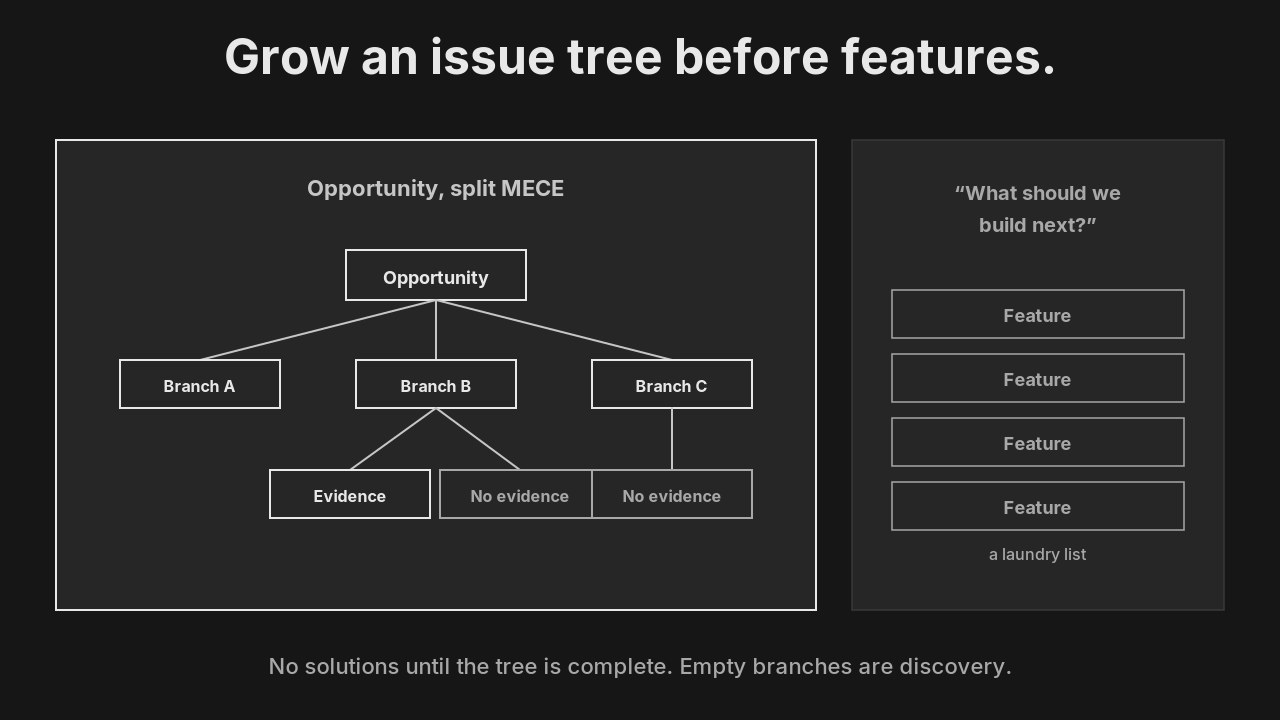 Grow an issue tree before features.
Opportunity, split MECE
Opportunity
Branch A
Branch B
Branch C
Evidence
No evidence
No evidence
“What should we
build next?”
Feature
Feature
Feature
Feature
a laundry list
No solutions until the tree is complete. Empty branches are discovery.